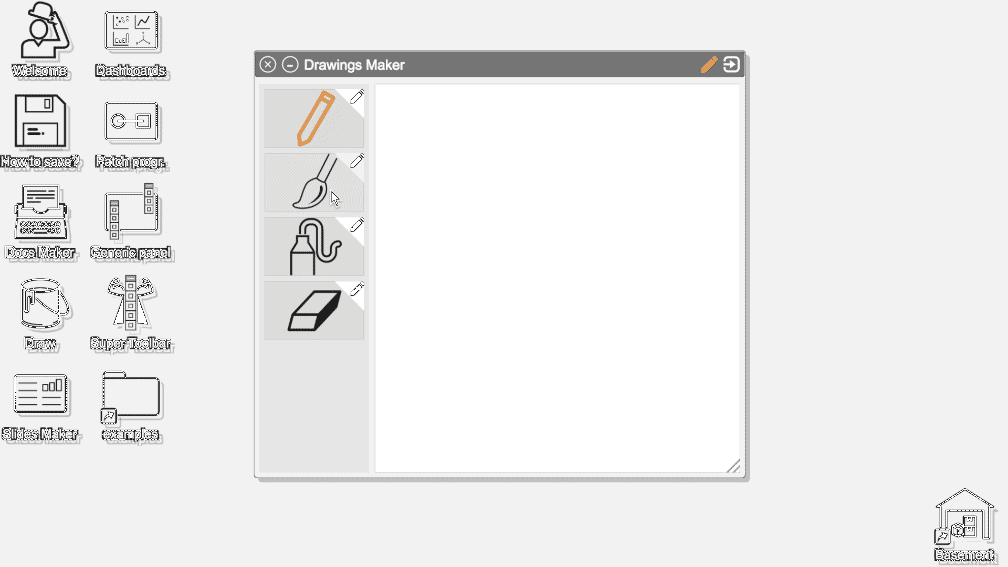 Drawings Maker
Welcome
Dashboards
How to save?
Patch progr.
Docs Maker
Generic panel
Draw
Super Toolbar
Slides Maker
examples
Basement